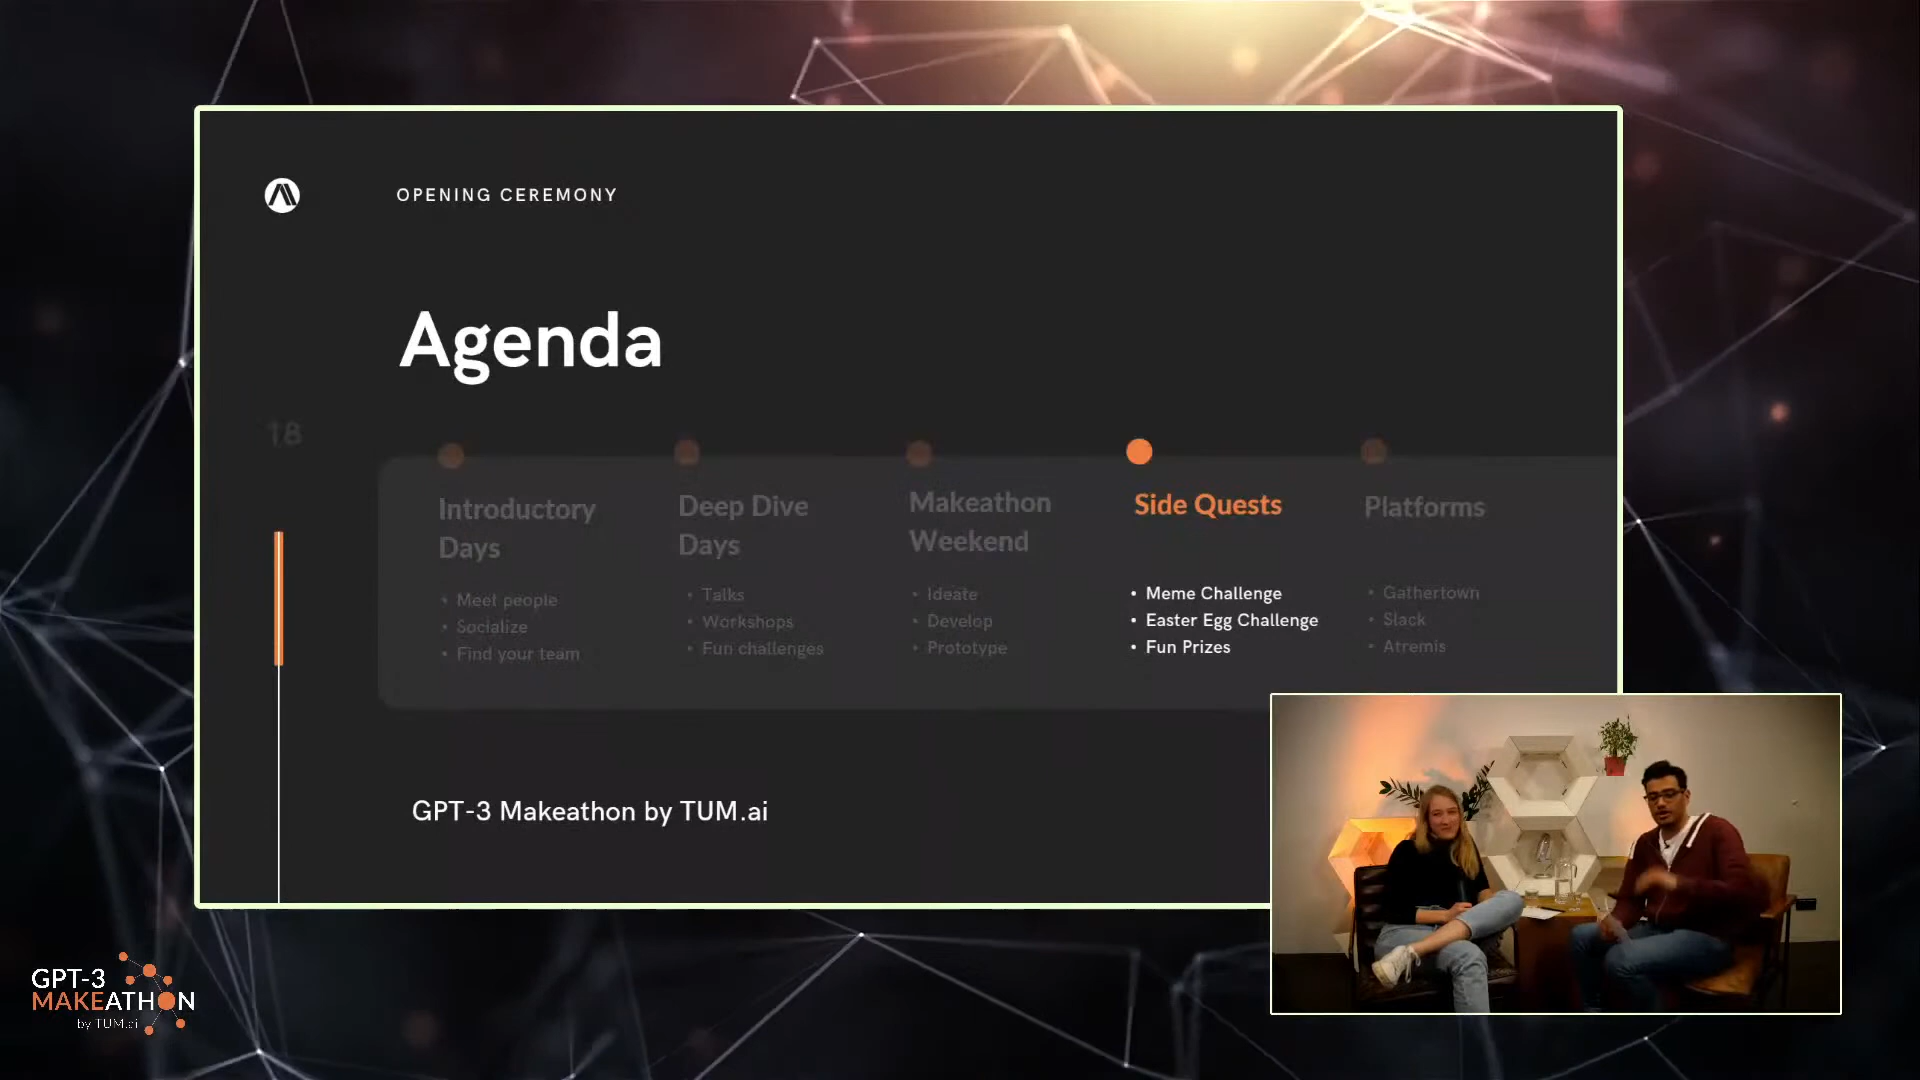 OPENING CEREMONY
Agenda
18
Introductory
Days
• Meet people
• Socialize
• Find your team
Deep Dive
Days
• Talks
• Workshops
• Fun challenges
Makeathon
Weekend
• Ideate
• Develop
• Prototype
Side Quests
• Meme Challenge
• Easter Egg Challenge
• Fun Prizes
Platforms
• Gathertown
• Slack
• Atremis
GPT-3 Makeathon by TUM.ai
GPT-3
MAKEATHON
by TUM.ai